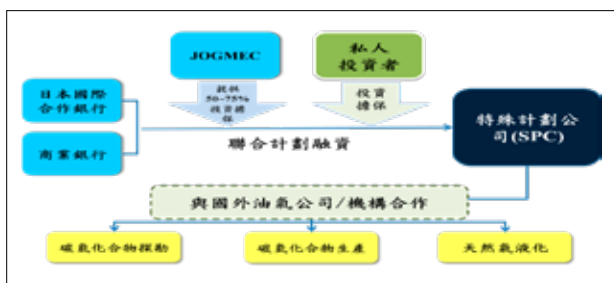 JOGMEC
私人
投資者
提供
50-75%
投資擔
保
投資
擔保
日本國際
合作銀行
商業銀行
聯合計劃融資
特殊計劃公
司(SPC)
與國外油氣公司/機構合作
碳氫化合物探勘
碳氫化合物生產
天然氣液化